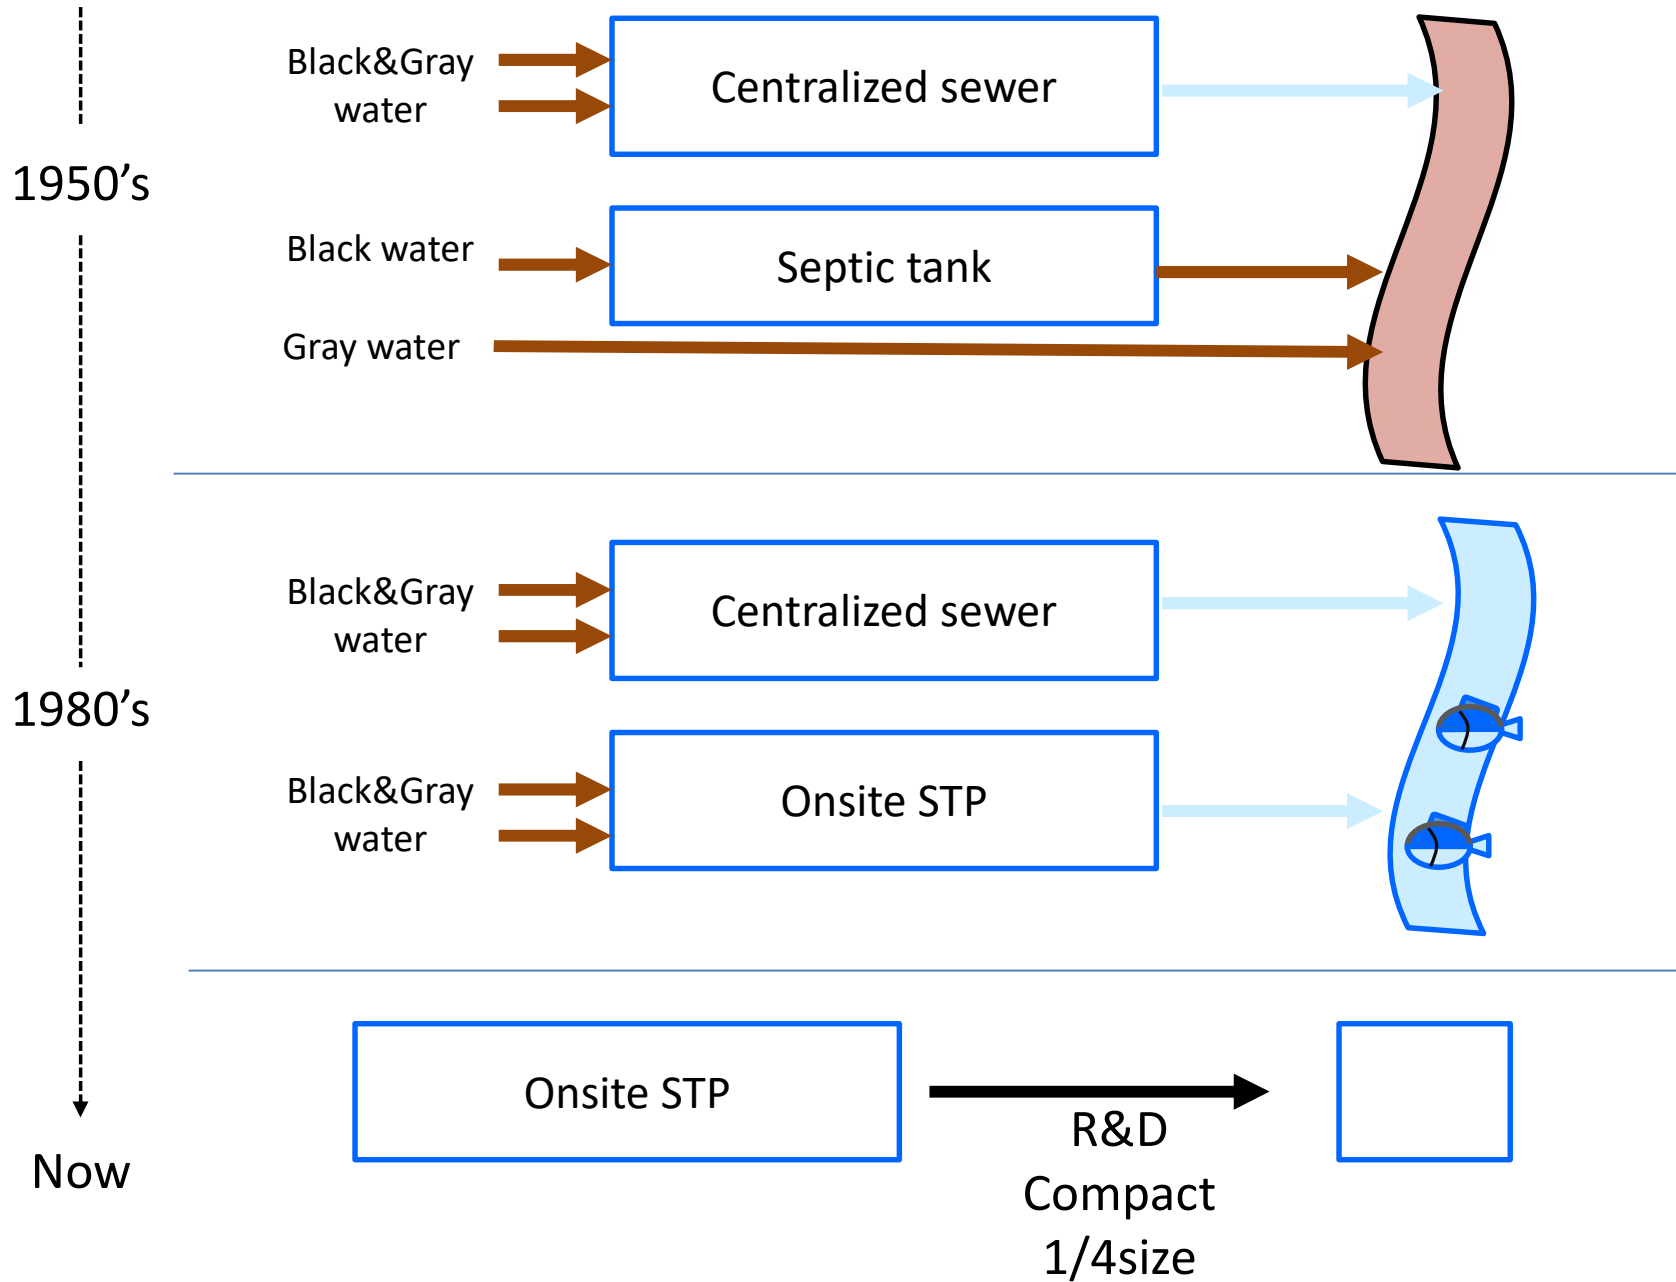 Black&Gray
water
Centralized sewer
1950’s
Black water
Septic tank
Gray water
Black&Gray
water
Centralized sewer
1980’s
Black&Gray
water
Onsite STP
Onsite STP
R&D
Compact
1/4size
Now